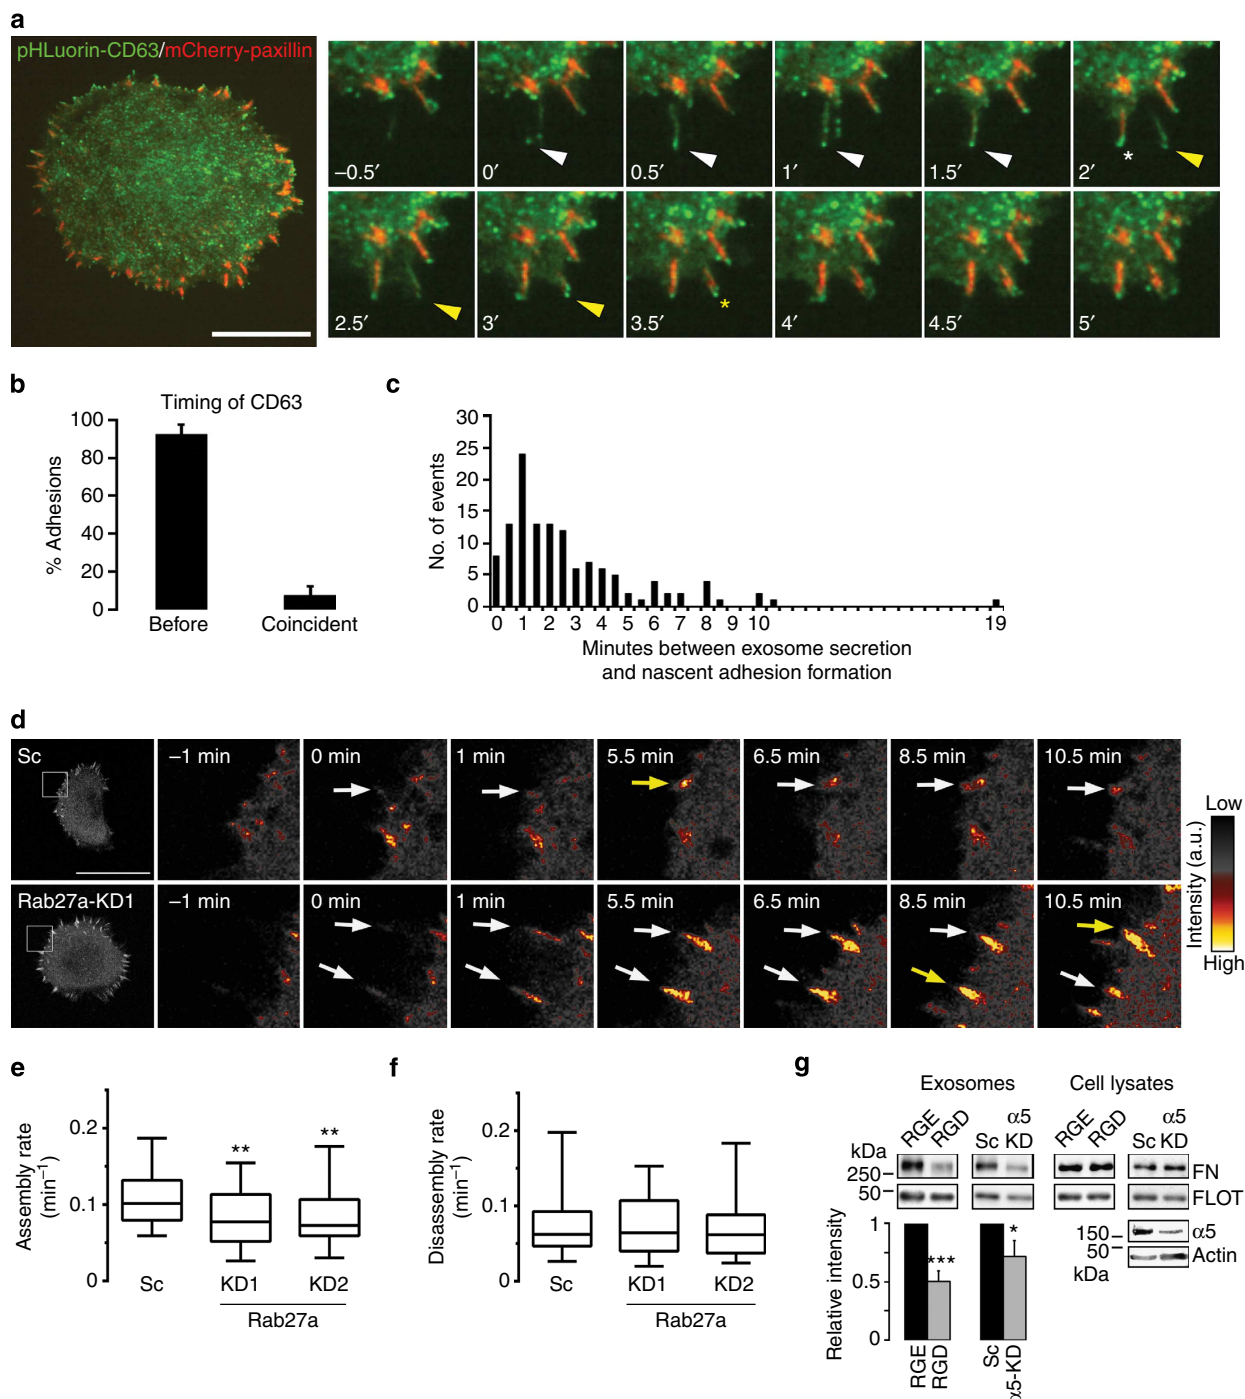 a
pHLuorin-CD63/mCherry-paxillin
–0.5′ 0′ 0.5′ 1′ 1.5′ 2′
*
2.5′ 3′ 3.5′ 4′ 4.5′ 5′
*
b
Timing of CD63
% Adhesions
100
80
60
40
20
0
Before Coincident
c
No. of events
30
25
20
15
10
5
0
0 1 2 3 4 5 6 7 8 9 10 19
Minutes between exosome secretion
and nascent adhesion formation
d
Sc –1 min 0 min 1 min 5.5 min 6.5 min 8.5 min 10.5 min
Rab27a-KD1 –1 min 0 min 1 min 5.5 min 6.5 min 8.5 min 10.5 min
Low
Intensity (a.u.)
High
e
Assembly rate
(min–1)
0.2
0.1
0
** **
Sc KD1 KD2
Rab27a
f
Disassembly rate
(min–1)
0.2
0.1
0
Sc KD1 KD2
Rab27a
g
Exosomes Cell lysates
RGE RGD Sc α5 KD RGE RGD Sc α5 KD
kDa
250 FN
50 FLOT
150 α5
50 Actin
kDa
Relative intensity
1
0.5
0
*** *
RGE RGD Sc α5-KD